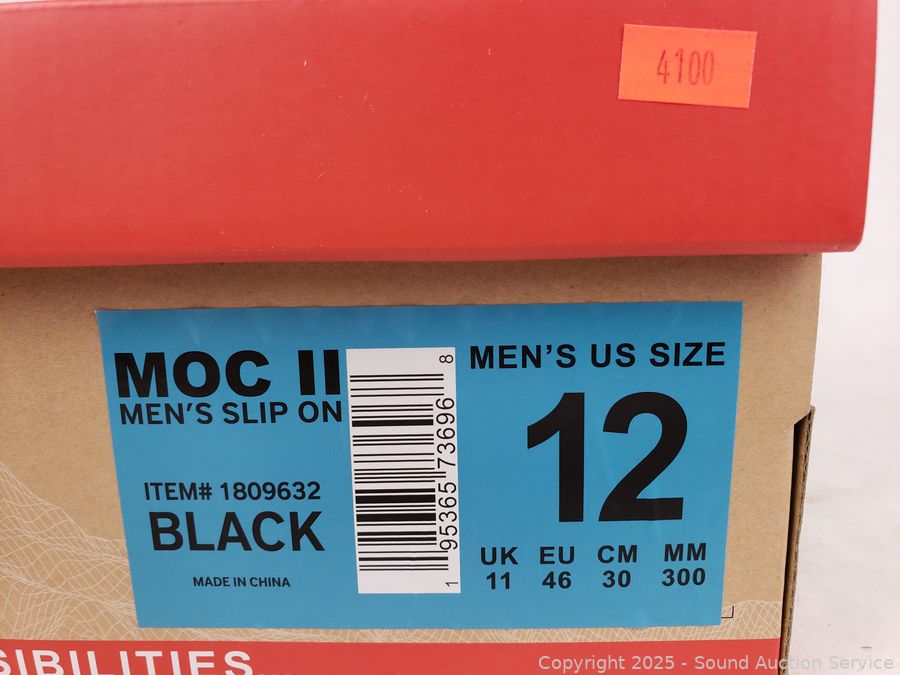 4100
MOC II
MEN'S SLIP ON
ITEM# 1809632
BLACK
MADE IN CHINA
1 95365 73696 8
MEN'S US SIZE
12
UK EU CM MM
11 46 30 300
SIBILITIES..
Copyright 2025 - Sound Auction Service